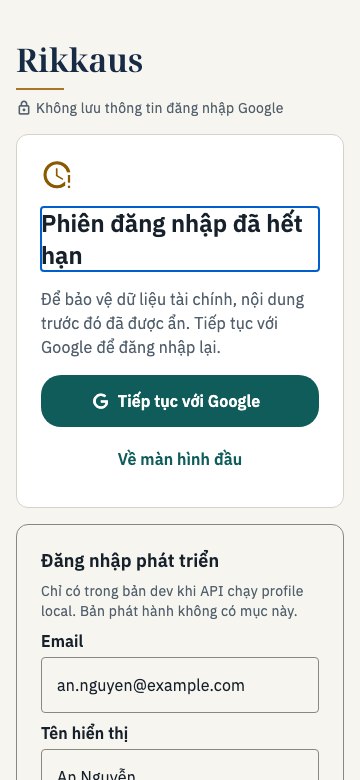 Rikkaus
Không lưu thông tin đăng nhập Google
Phiên đăng nhập đã hết
hạn
Để bảo vệ dữ liệu tài chính, nội dung
trước đó đã được ẩn. Tiếp tục với
Google để đăng nhập lại.
Tiếp tục với Google
Về màn hình đầu
Đăng nhập phát triển
Chỉ có trong bản dev khi API chạy profile
local. Bản phát hành không có mục này.
Email
an.nguyen@example.com
Tên hiển thị
An Nguyễn